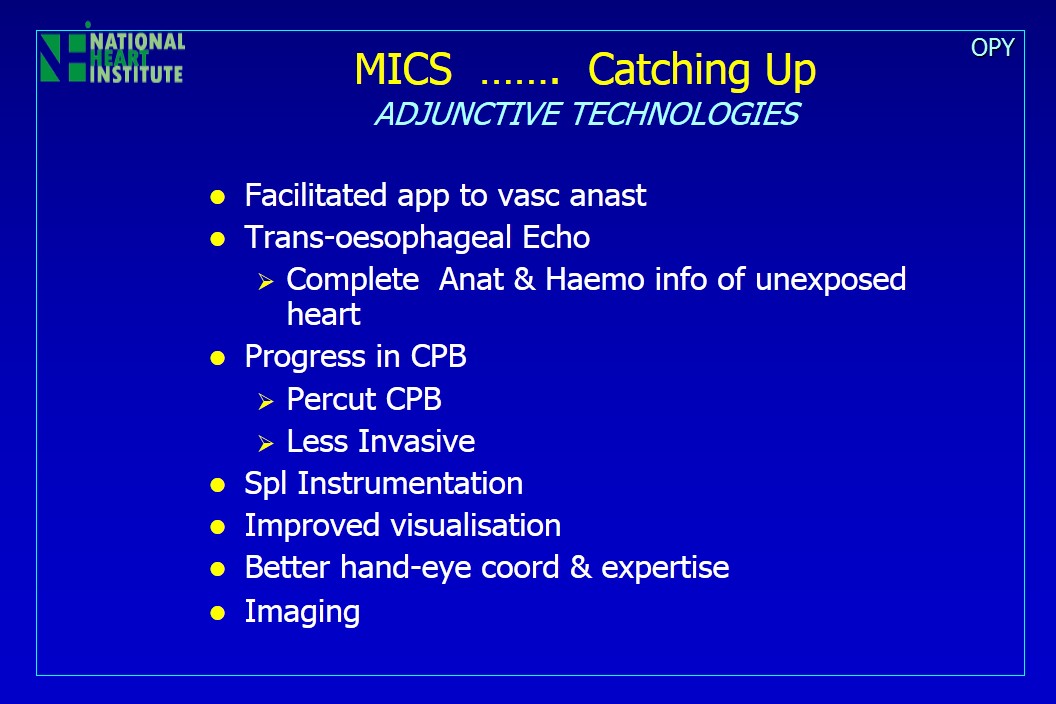 NATIONAL
HEART
INSTITUTE
OPY
MICS ……. Catching Up
ADJUNCTIVE TECHNOLOGIES
Facilitated app to vasc anast
Trans-oesophageal Echo
Complete Anat & Haemo info of unexposed
heart
Progress in CPB
Percut CPB
Less Invasive
Spl Instrumentation
Improved visualisation
Better hand-eye coord & expertise
Imaging